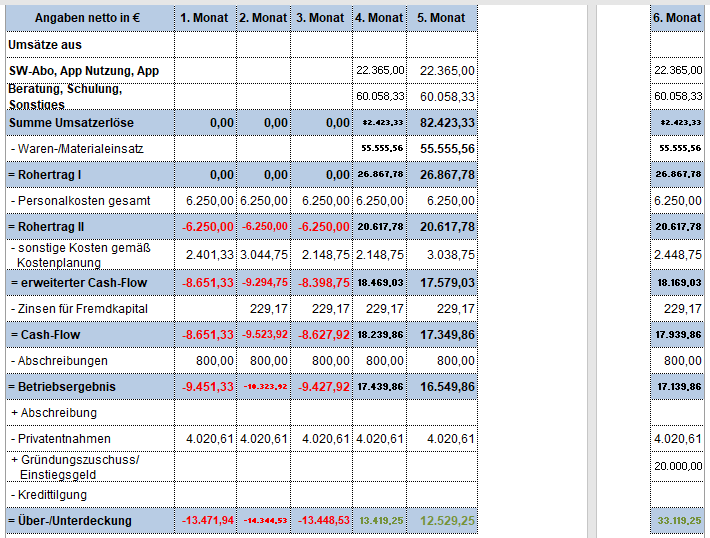 Angaben netto in € 1. Monat 2. Monat 3. Monat 4. Monat 5. Monat 6. Monat
Umsätze aus
SW-Abo, App Nutzung, App 22.365,00 22.365,00 22.365,00
Beratung, Schulung,
Sonstiges 60.058,33 60.058,33 60.058,33
Summe Umsatzerlöse 0,00 0,00 0,00 82.423,33 82.423,33 82.423,33
- Waren-/Materialeinsatz 55.555,56 55.555,56 55.555,56
= Rohertrag I 0,00 0,00 0,00 26.867,78 26.867,78 26.867,78
- Personalkosten gesamt 6.250,00 6.250,00 6.250,00 6.250,00 6.250,00 6.250,00
= Rohertrag II -6.250,00 -6.250,00 -6.250,00 20.617,78 20.617,78 20.617,78
- sonstige Kosten gemäß
Kostenplanung 2.401,33 3.044,75 2.148,75 2.148,75 3.038,75 2.448,75
= erweiterter Cash-Flow -8.651,33 -9.294,75 -8.398,75 18.469,03 17.579,03 18.169,03
- Zinsen für Fremdkapital 229,17 229,17 229,17 229,17 229,17
= Cash-Flow -8.651,33 -9.523,92 -8.627,92 18.239,86 17.349,86 17.939,86
- Abschreibungen 800,00 800,00 800,00 800,00 800,00 800,00
= Betriebsergebnis -9.451,33 -10.323,92 -9.427,92 17.439,86 16.549,86 17.139,86
+ Abschreibung
- Privatentnahmen 4.020,61 4.020,61 4.020,61 4.020,61 4.020,61 4.020,61
+ Gründungszuschuss/
Einstiegsgeld 20.000,00
- Kredittilgung
= Über-/Unterdeckung -13.471,94 -14.344,53 -13.448,53 13.419,25 12.529,25 33.119,25